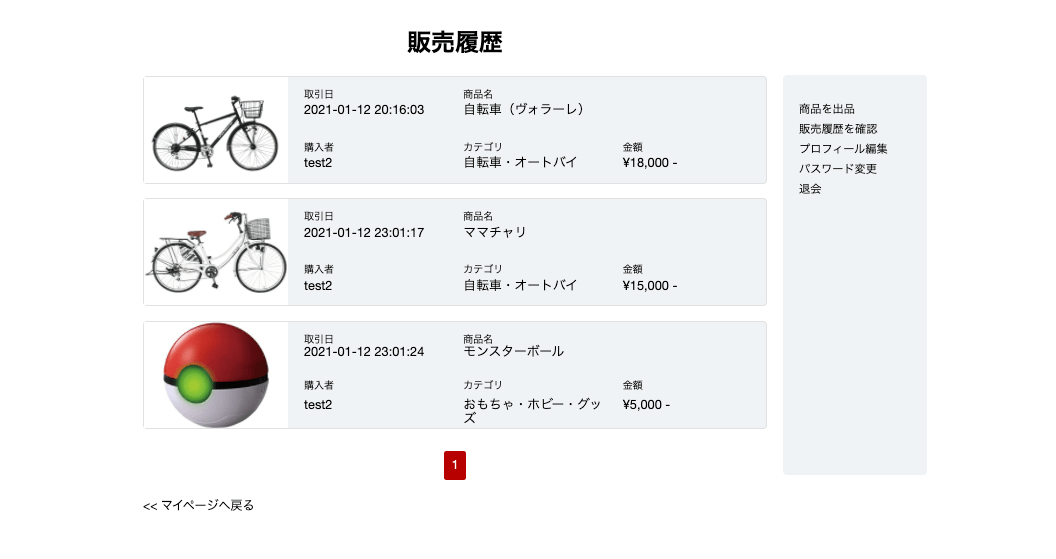 販売履歴
取引日
2021-01-12 20:16:03
商品名
自転車（ヴォラーレ）
購入者
test2
カテゴリ
自転車・オートバイ
金額
¥18,000 -
取引日
2021-01-12 23:01:17
商品名
ママチャリ
購入者
test2
カテゴリ
自転車・オートバイ
金額
¥15,000 -
取引日
2021-01-12 23:01:24
商品名
モンスターボール
購入者
test2
カテゴリ
おもちゃ・ホビー・グッ
ズ
金額
¥5,000 -
1
<< マイページへ戻る
商品を出品
販売履歴を確認
プロフィール編集
パスワード変更
退会